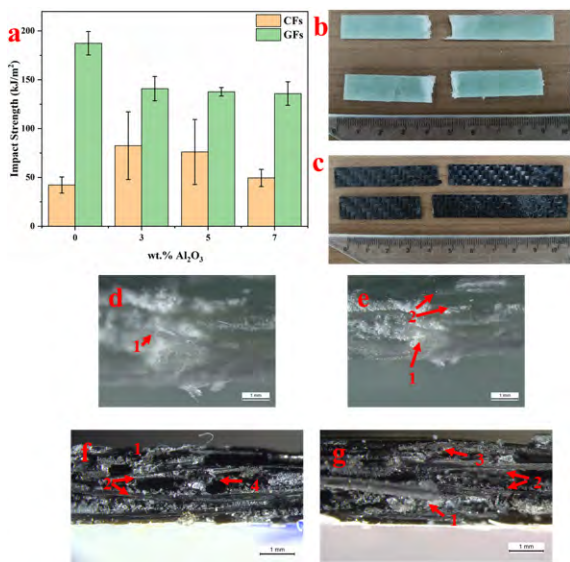 a
CFs
GFs
200
150
100
50
0
Impact Strength (kJ/m²)
0
3
5
7
wt.% Al₂O₃
b
c
d
1
1 mm
e
2
1
1 mm
f
1
2
4
1 mm
g
3
2
1
1 mm